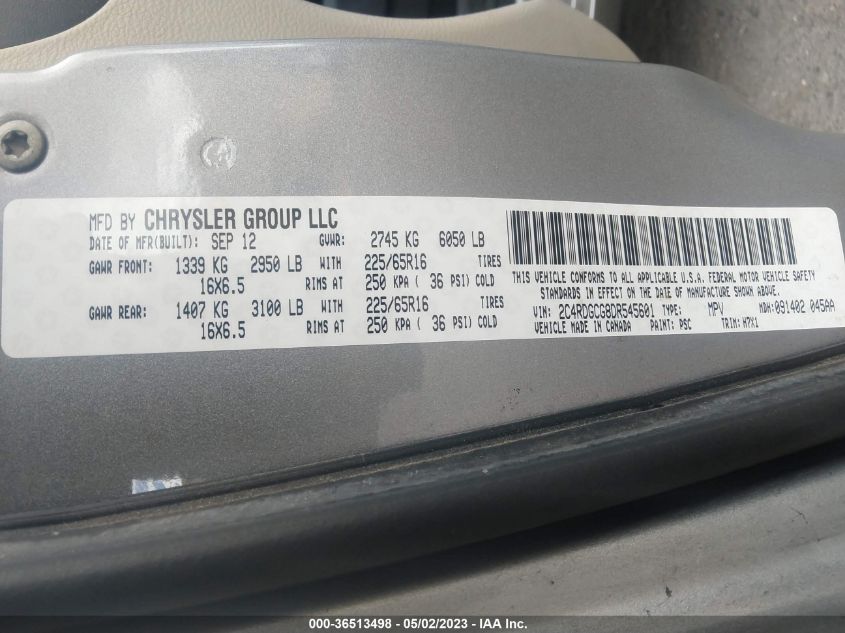 MFD BY CHRYSLER GROUP LLC
DATE OF MFR(BUILT): SEP 12 GVWR: 2745 KG 6050 LB
GAWR FRONT: 1339 KG 2950 LB WITH 225/65R16 TIRES
16X6.5 RIMS AT 250 KPA ( 36 PSI) COLD
GAWR REAR: 1407 KG 3100 LB WITH 225/65R16 TIRES
16X6.5 RIMS AT 250 KPA ( 36 PSI) COLD
THIS VEHICLE CONFORMS TO ALL APPLICABLE U.S.A. FEDERAL MOTOR VEHICLE SAFETY
STANDARDS IN EFFECT ON THE DATE OF MANUFACTURE SHOWN ABOVE.
VIN: 2C4RDGCG8DR545601 TYPE: MPV MDH: 091402 045AA
VEHICLE MADE IN CANADA PAINT: PSC TRIM: H7X1
000-36513498 - 05/02/2023 - IAA Inc.